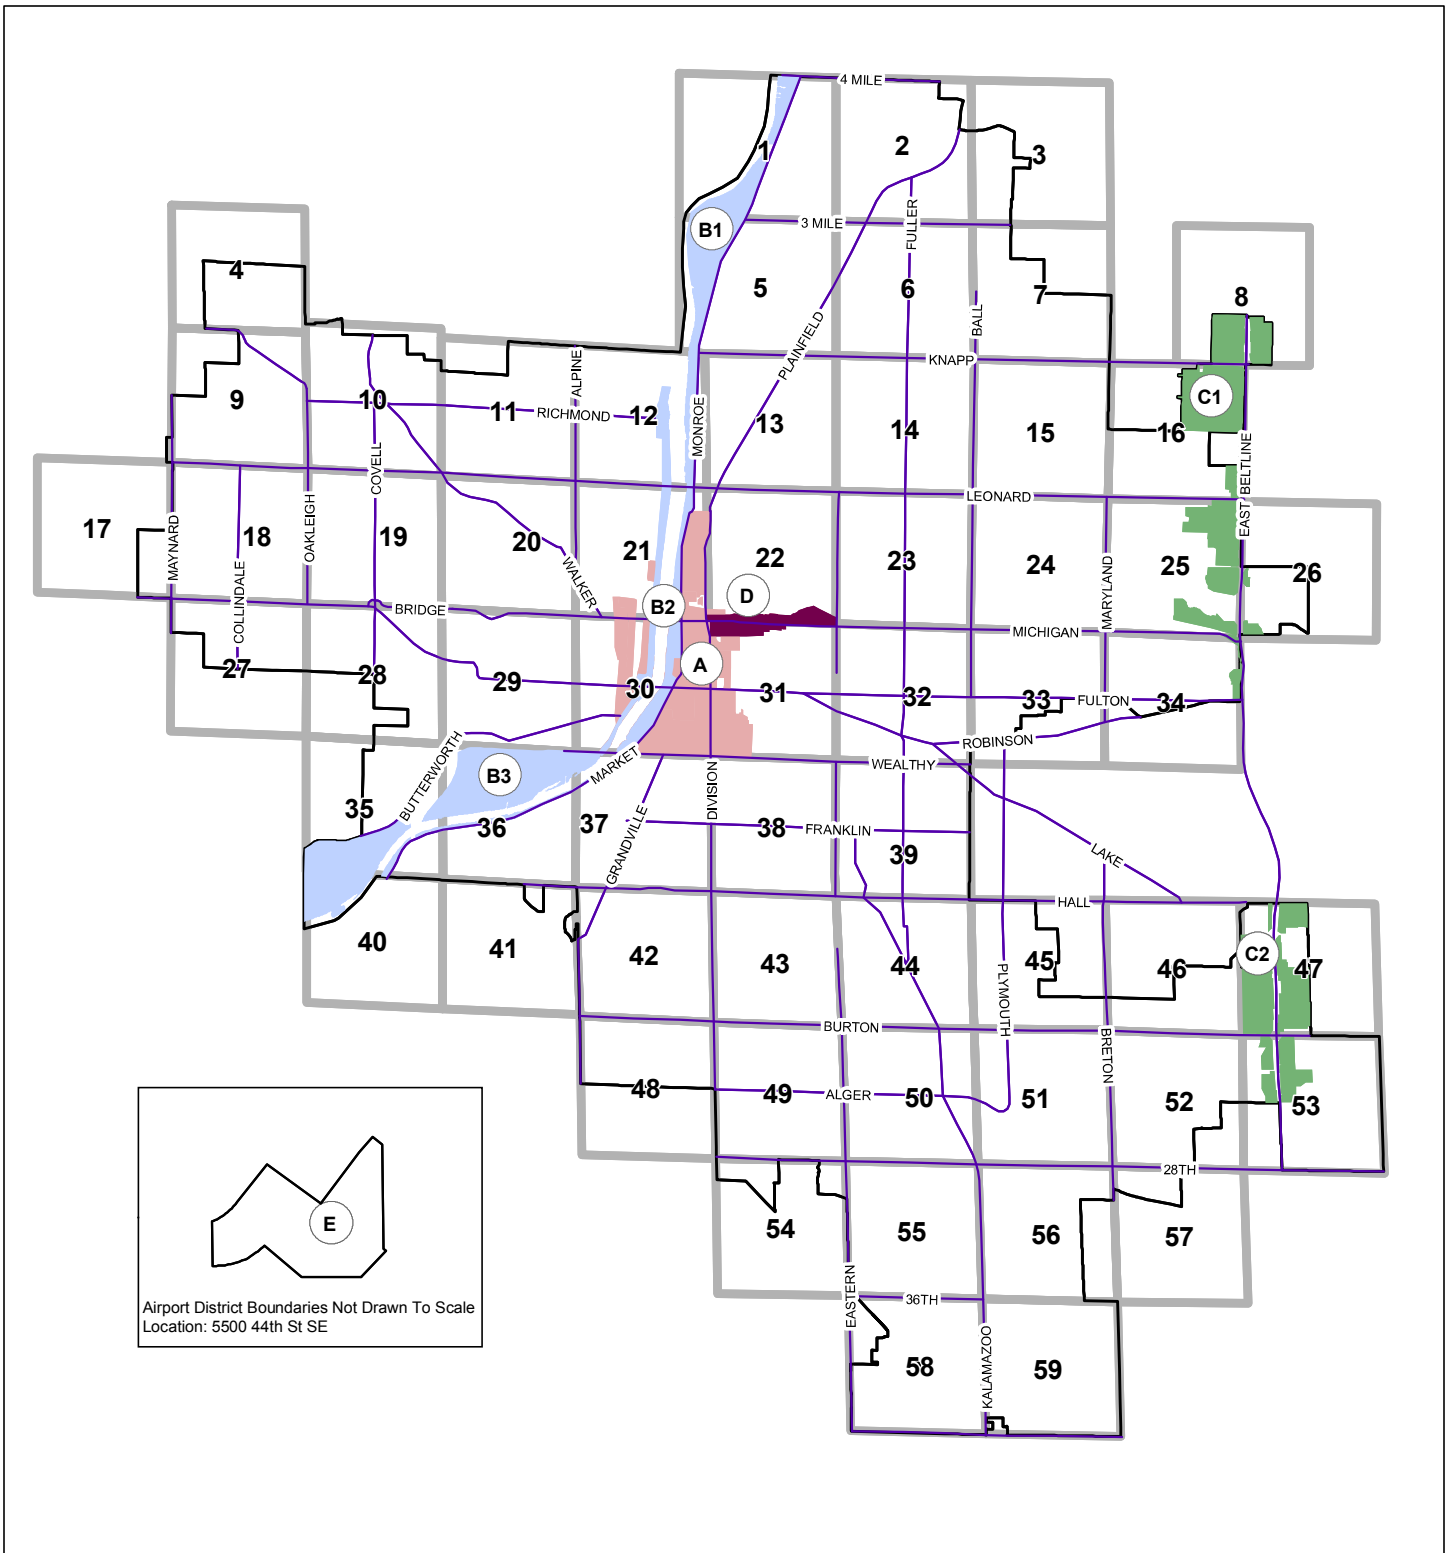 4 MILE
1
2
3
B1
3 MILE
FULLER
4
5
6
7
8
BALL
PLAINFIELD
ALPINE
KNAPP
9
10
11
RICHMOND
12
MONROE
13
14
15
16
C1
EAST BELTLINE
COVELL
LEONARD
17
MAYNARD
18
OAKLEIGH
19
20
21
22
23
24
25
26
COLLINDALE
WALKER
MARYLAND
BRIDGE
B2
D
MICHIGAN
27
28
29
30
A
31
32
33
FULTON
34
BUTTERWORTH
B3
MARKET
ROBINSON
WEALTHY
DIVISION
35
36
37
GRANDVILLE
38
FRANKLIN
39
LAKE
HALL
40
41
42
43
44
45
46
C2
47
PLYMOUTH
BURTON
BRETON
48
49
ALGER
50
51
52
53
28TH
54
55
56
57
E
EASTERN
36TH
KALAMAZOO
58
59
Airport District Boundaries Not Drawn To Scale
Location: 5500 44th St SE